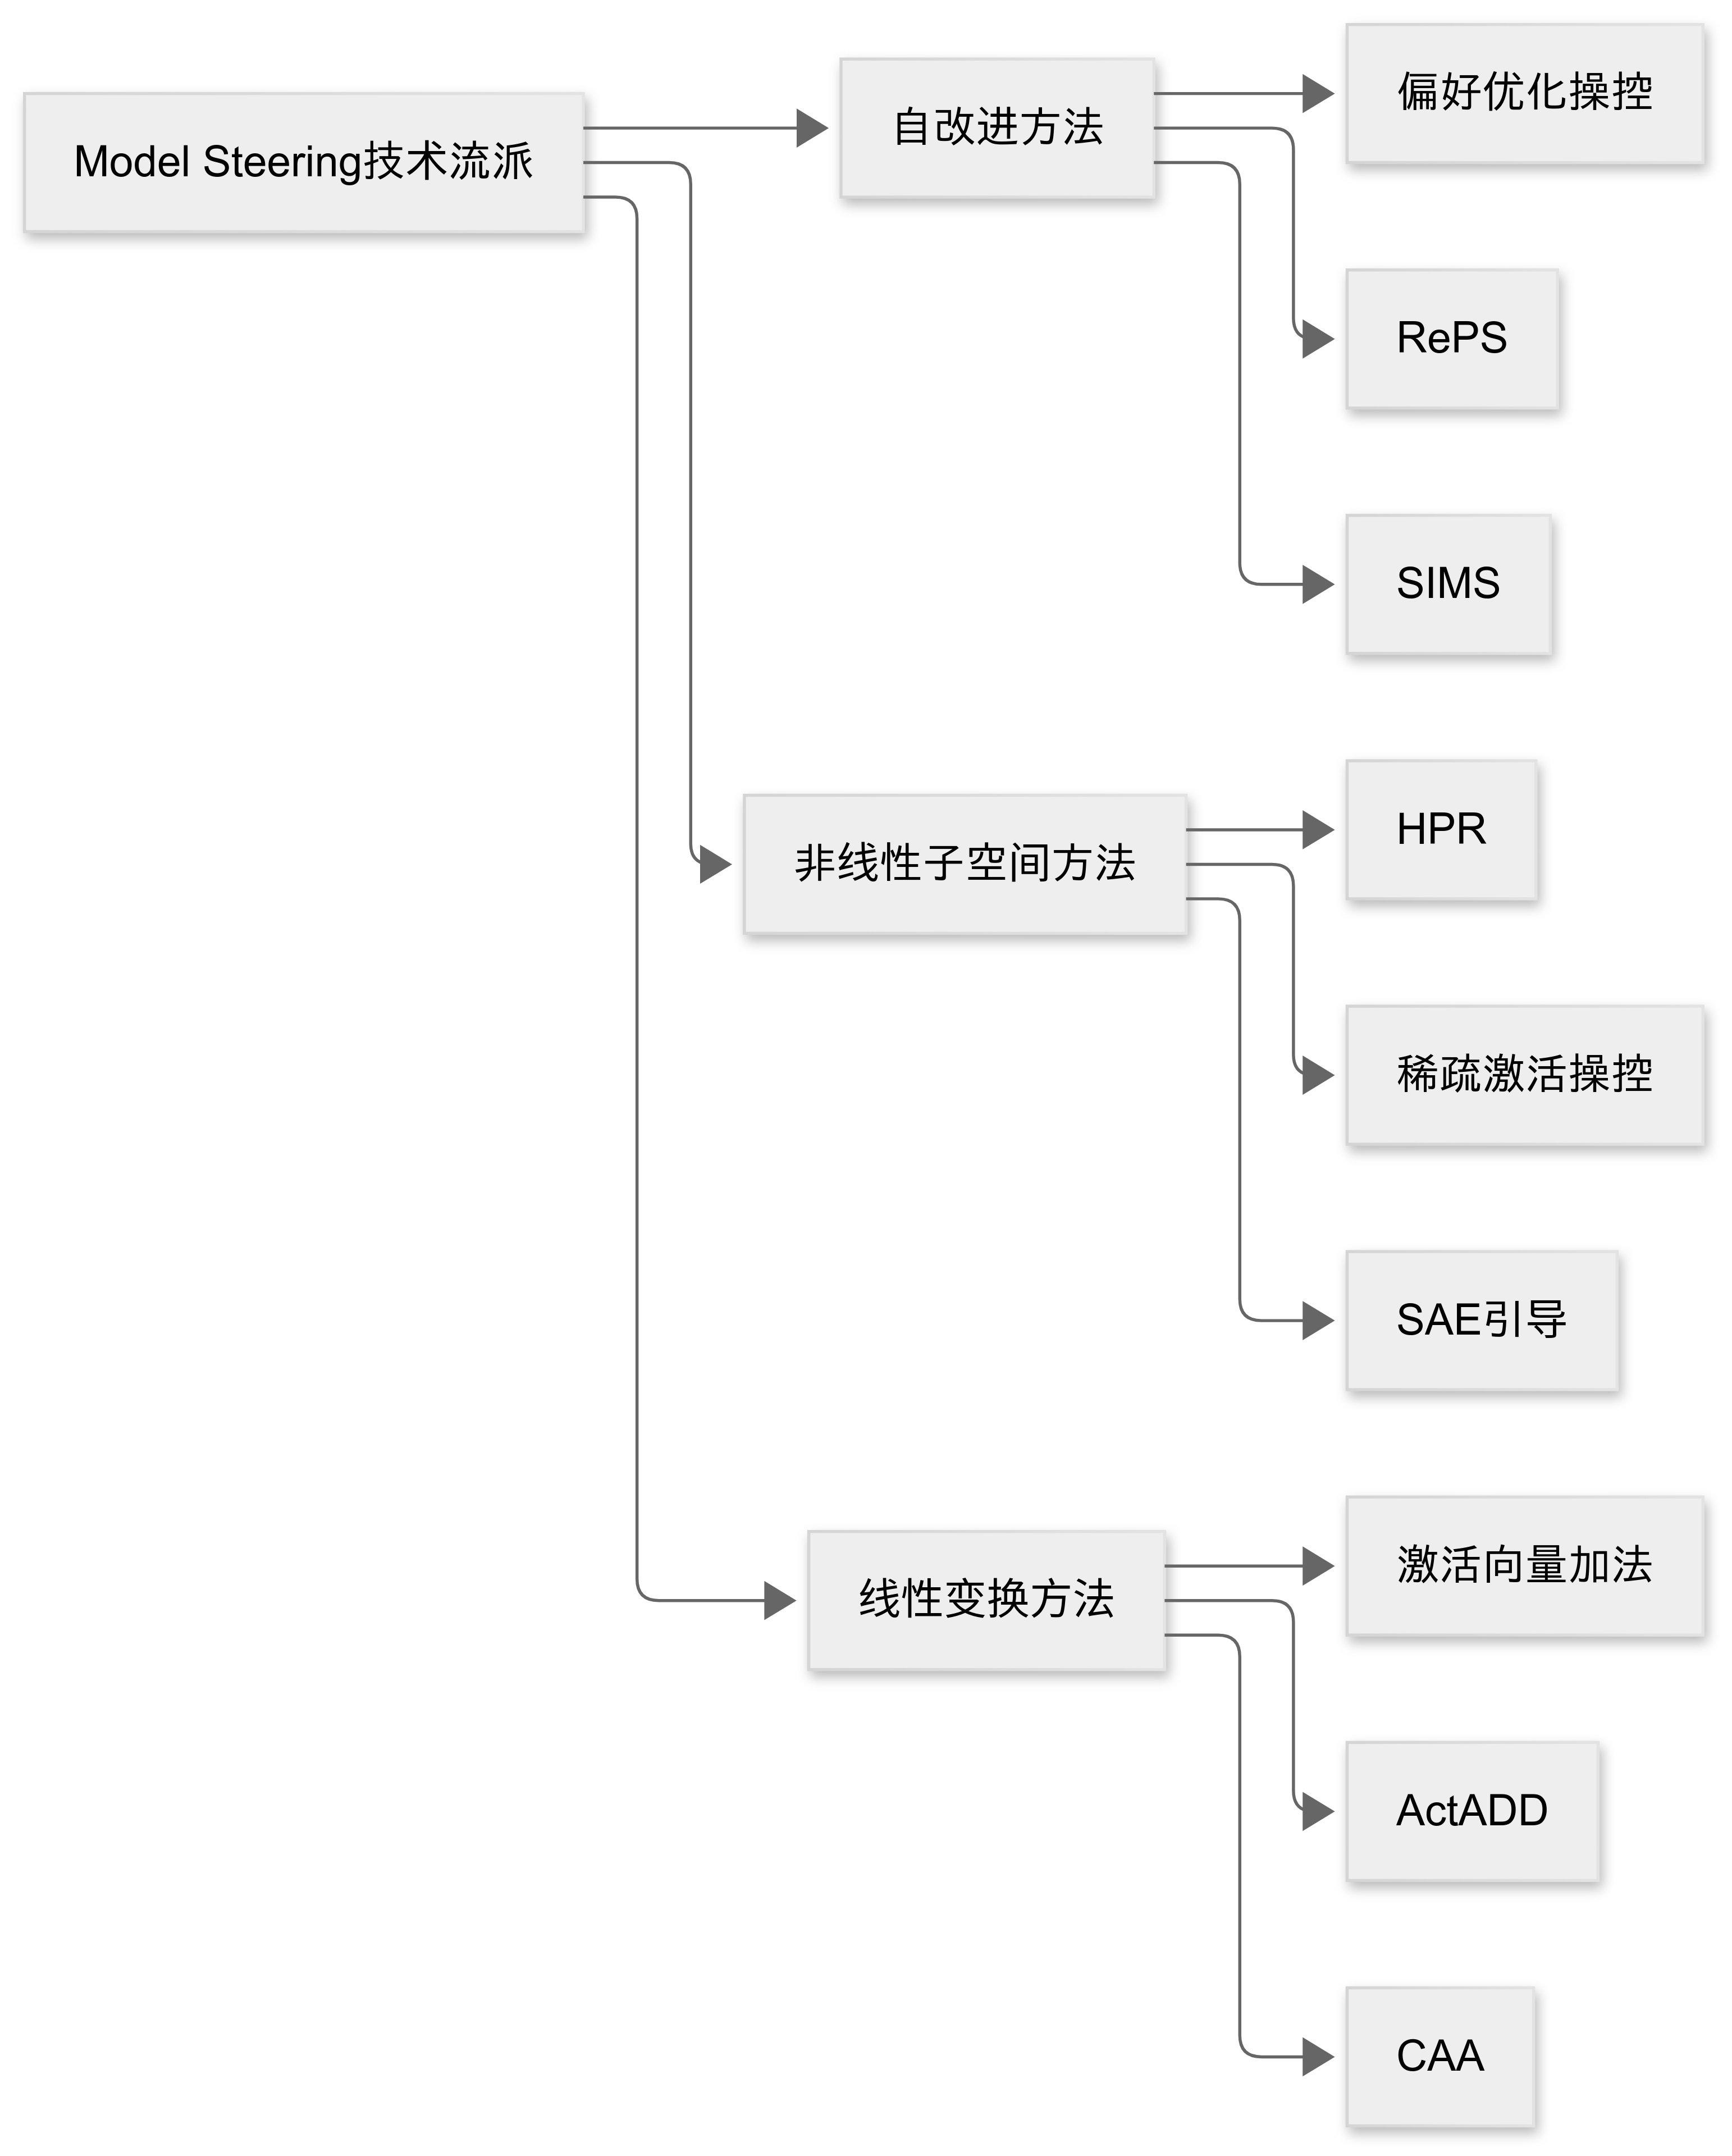 Model Steering技术流派
自改进方法
偏好优化操控
RePS
SIMS
非线性子空间方法
HPR
稀疏激活操控
SAE引导
线性变换方法
激活向量加法
ActADD
CAA